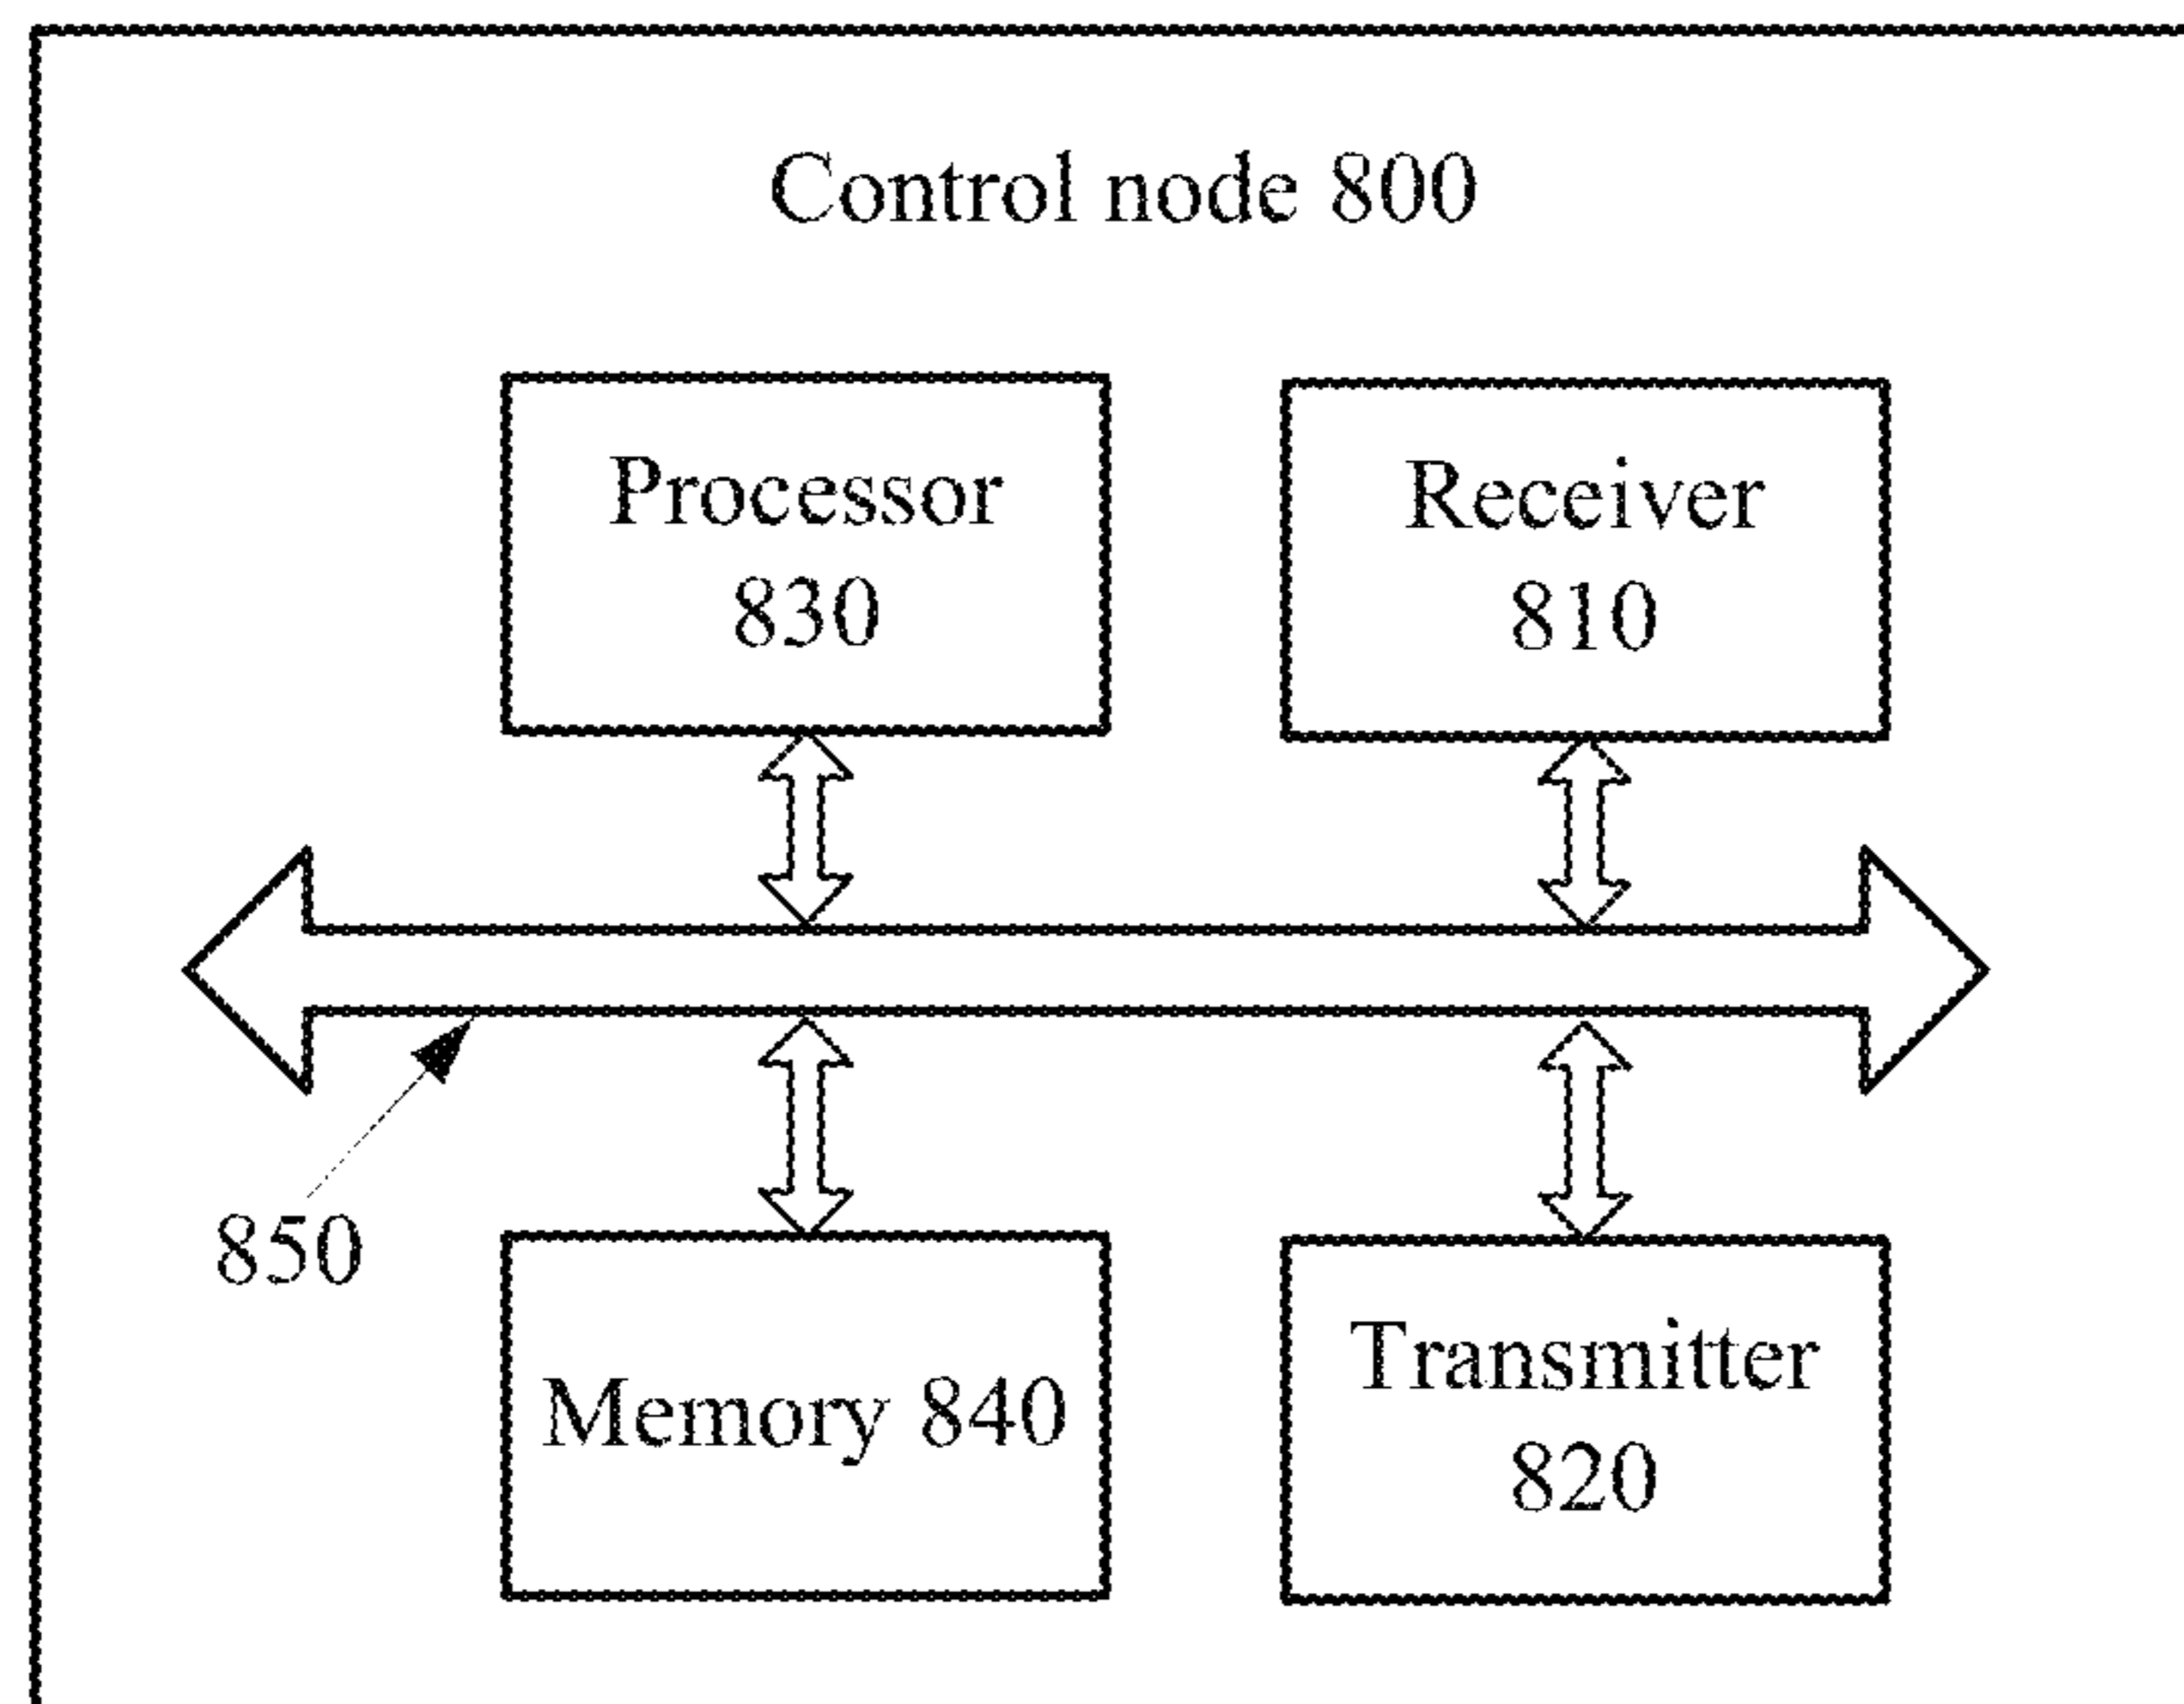 Control node 800
Processor
830
Receiver
810
850
Memory 840
Transmitter
820